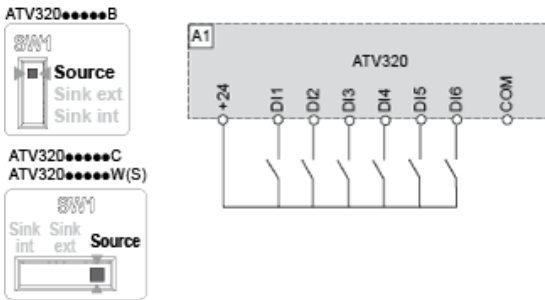 ATV320●●●●●B
SW1
Source
Sink ext
Sink int
ATV320●●●●●C
ATV320●●●●●W(S)
SW1
Sink int
Sink ext
Source
A1
ATV320
+24
DI1
DI2
DI3
DI4
DI5
DI6
COM